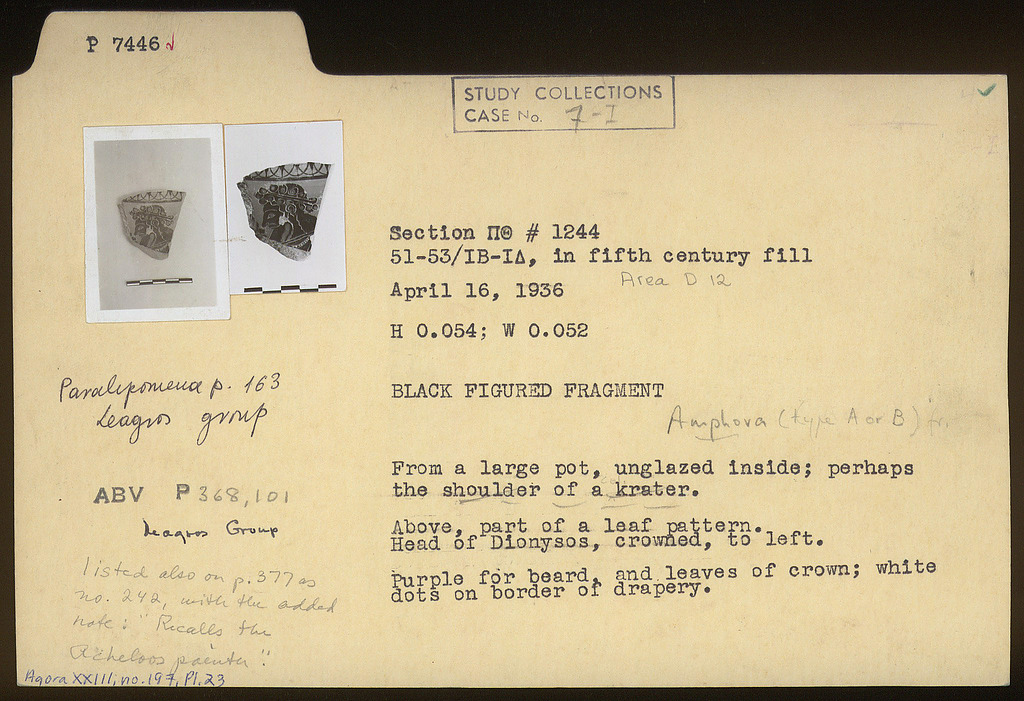 P 7446
STUDY COLLECTIONS
CASE No. 7-I
Section ΠΘ # 1244
51-53/ΙΒ-ΙΔ, in fifth century fill
Area D 12
April 16, 1936
H 0.054; W 0.052
BLACK FIGURED FRAGMENT
Amphora (type A or B) fr.
From a large pot, unglazed inside; perhaps
the shoulder of a krater.
Above, part of a leaf pattern.
Head of Dionysos, crowned, to left.
Purple for beard, and leaves of crown; white
dots on border of drapery.
Paralipomena p. 163
Leagros group
ABV P 368,101
Leagros Group
listed also on p.377 as
no. 242, with the added
note: "Recalls the
Acheloos painter".
Agora XXIII, no. 197, Pl. 23